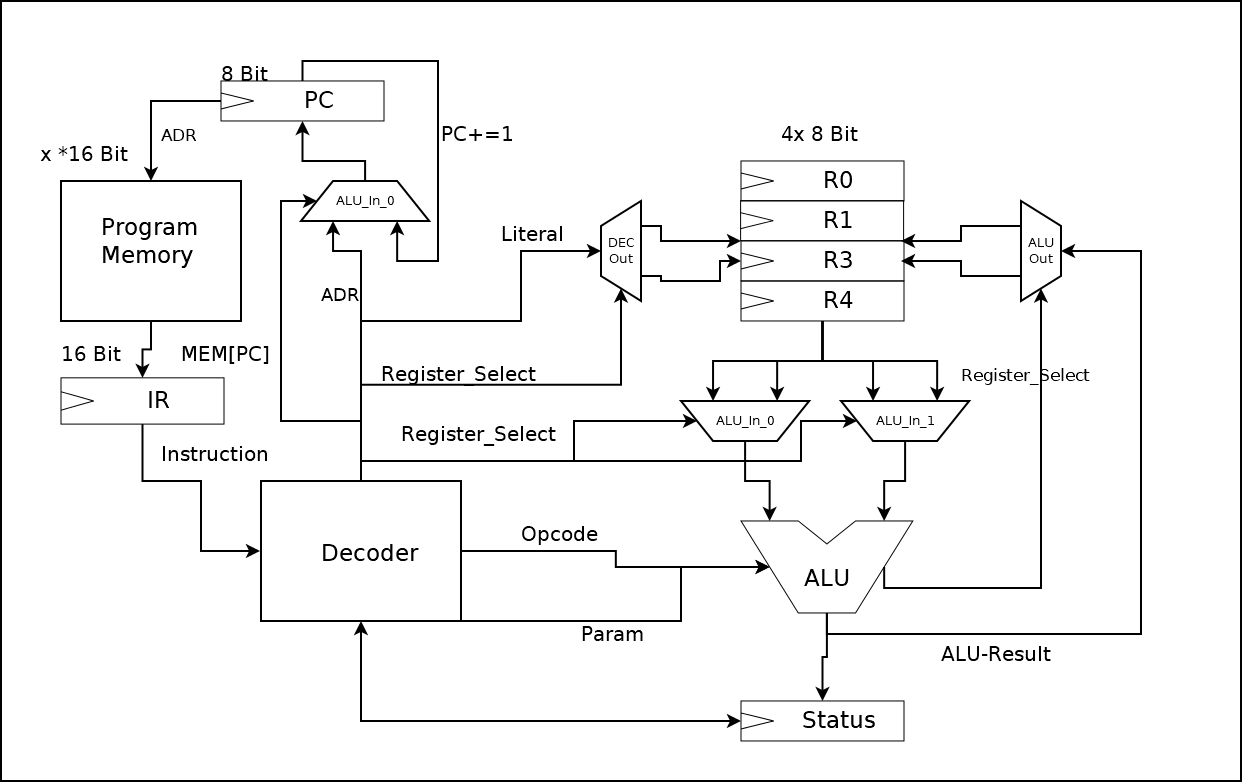 8 Bit
PC
ADR
PC+=1
4x 8 Bit
x *16 Bit
R0
ALU_In_0
R1
Program
Memory
Literal
DEC
Out
ALU
Out
R3
ADR
R4
16 Bit
MEM[PC]
Register_Select
Register_Select
IR
ALU_In_0
ALU_In_1
Register_Select
Instruction
Opcode
Decoder
ALU
Param
ALU-Result
Status